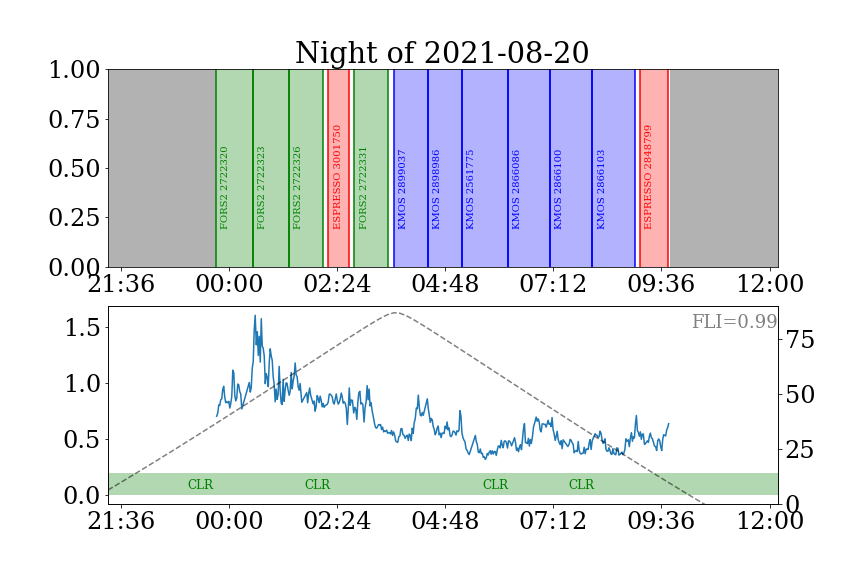 Night of 2021-08-20
1.00
0.75
0.50
0.25
0.00
FORS2 2722320
FORS2 2722323
FORS2 2722326
ESPRESSO 3001750
FORS2 2722331
KMOS 2899037
KMOS 2898986
KMOS 2561775
KMOS 2866086
KMOS 2866100
KMOS 2866103
ESPRESSO 2848799
21:36 00:00 02:24 04:48 07:12 09:36 12:00
FLI=0.99
1.5
1.0
0.5
0.0
75
50
25
0
CLR CLR CLR CLR
21:36 00:00 02:24 04:48 07:12 09:36 12:00